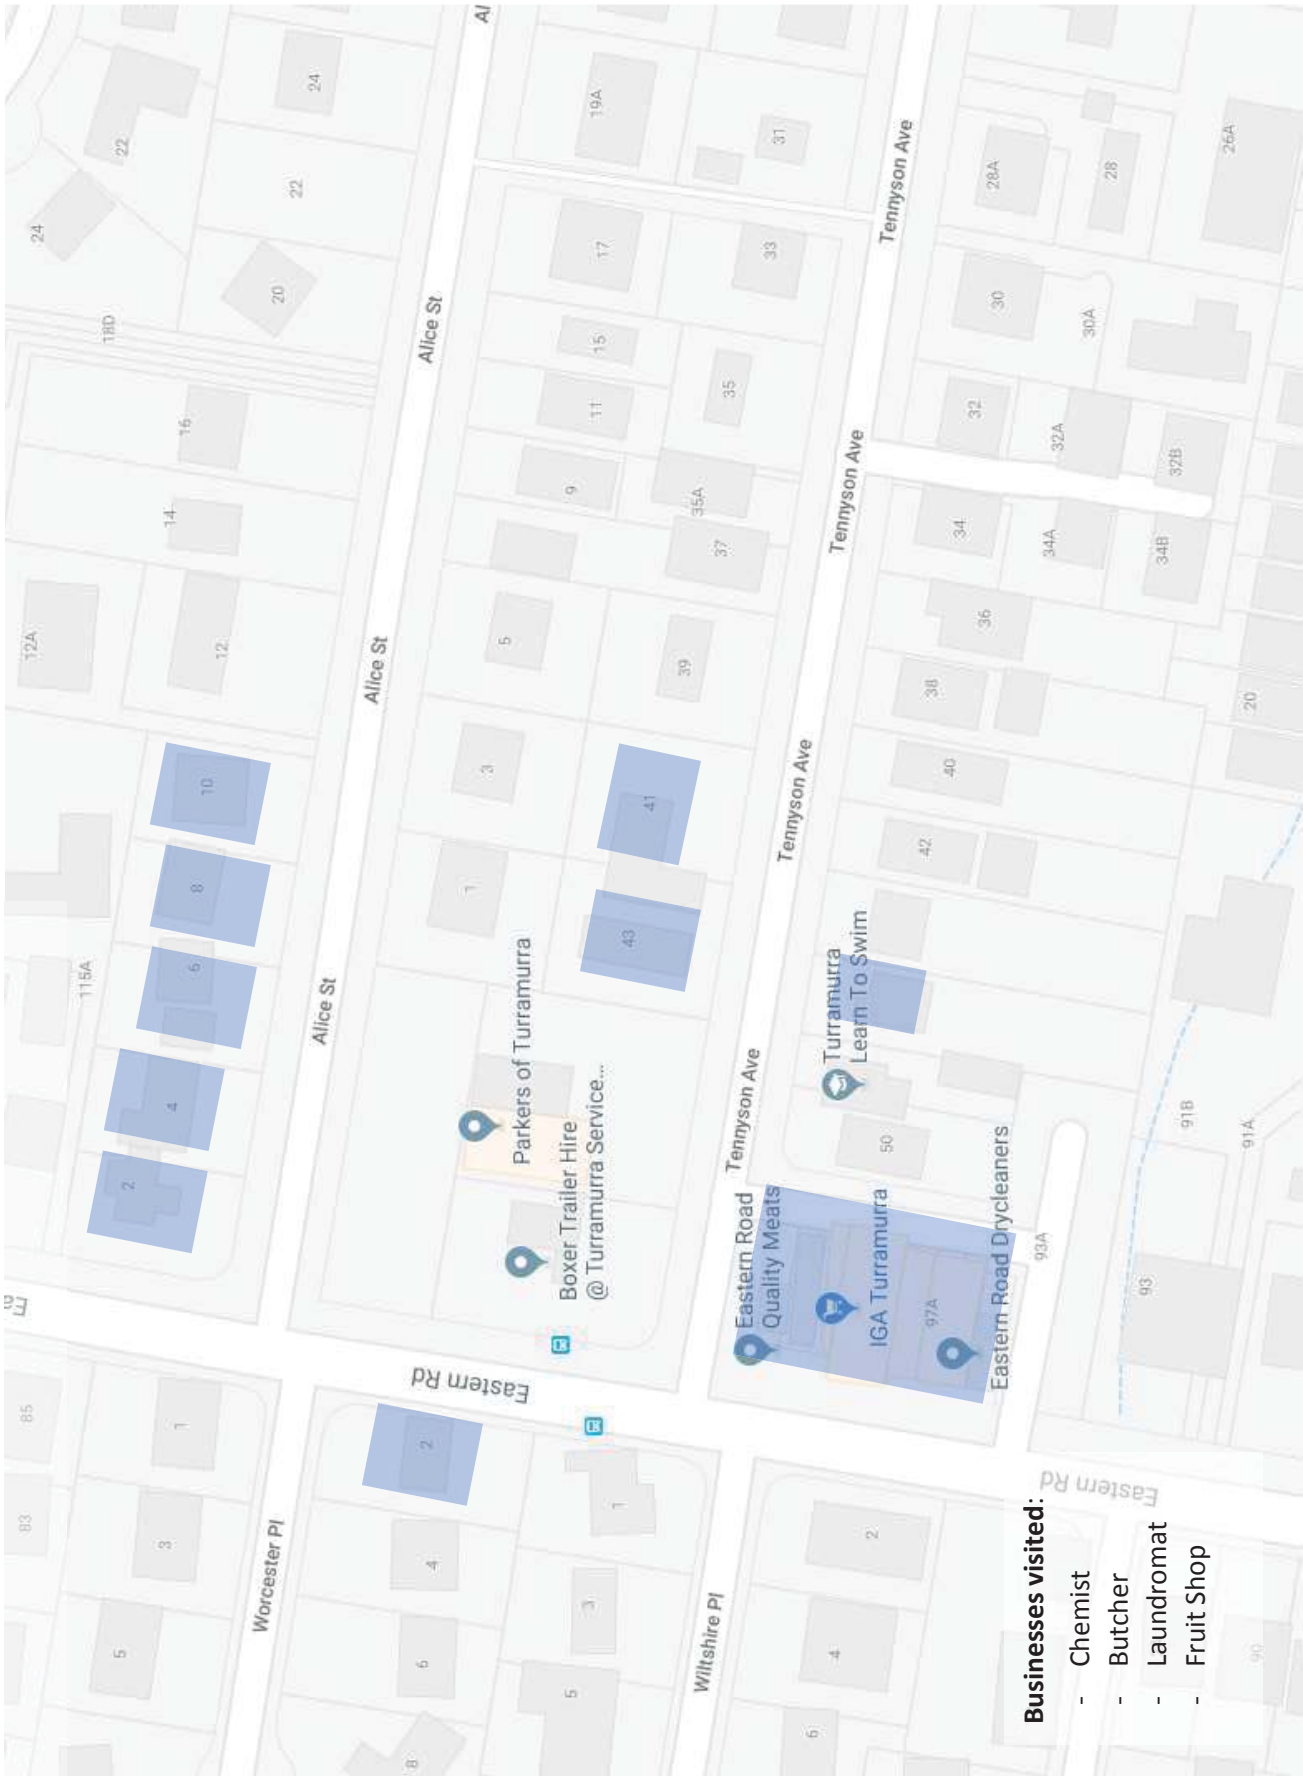 83
85
24
12A
115A
18D
22
5
2
3
1
4
14
16
6
8
10
12
20
22
24
Worcester Pl
Alice St
Alice St
Alice St
Al
8
6
4
2
Eastern Rd
1
3
5
9
11
15
17
19A
Parkers of Turramurra
Boxer Trailer Hire
@ Turramurra Service...
5
3
1
43
41
39
37
35A
35
33
31
Wiltshire Pl
Tennyson Ave
Tennyson Ave
Tennyson Ave
Tennyson Ave
Eastern Road
Quality Meats
Turramurra
Learn To Swim
6
4
2
IGA Turramurra
50
42
38
40
36
34
32
30
28A
97A
Eastern Road Drycleaners
93A
34A
32A
30A
28
Eastern Rd
93
91B
34B
32B
91A
20
26A
90
Businesses visited:
- Chemist
- Butcher
- Laundromat
- Fruit Shop